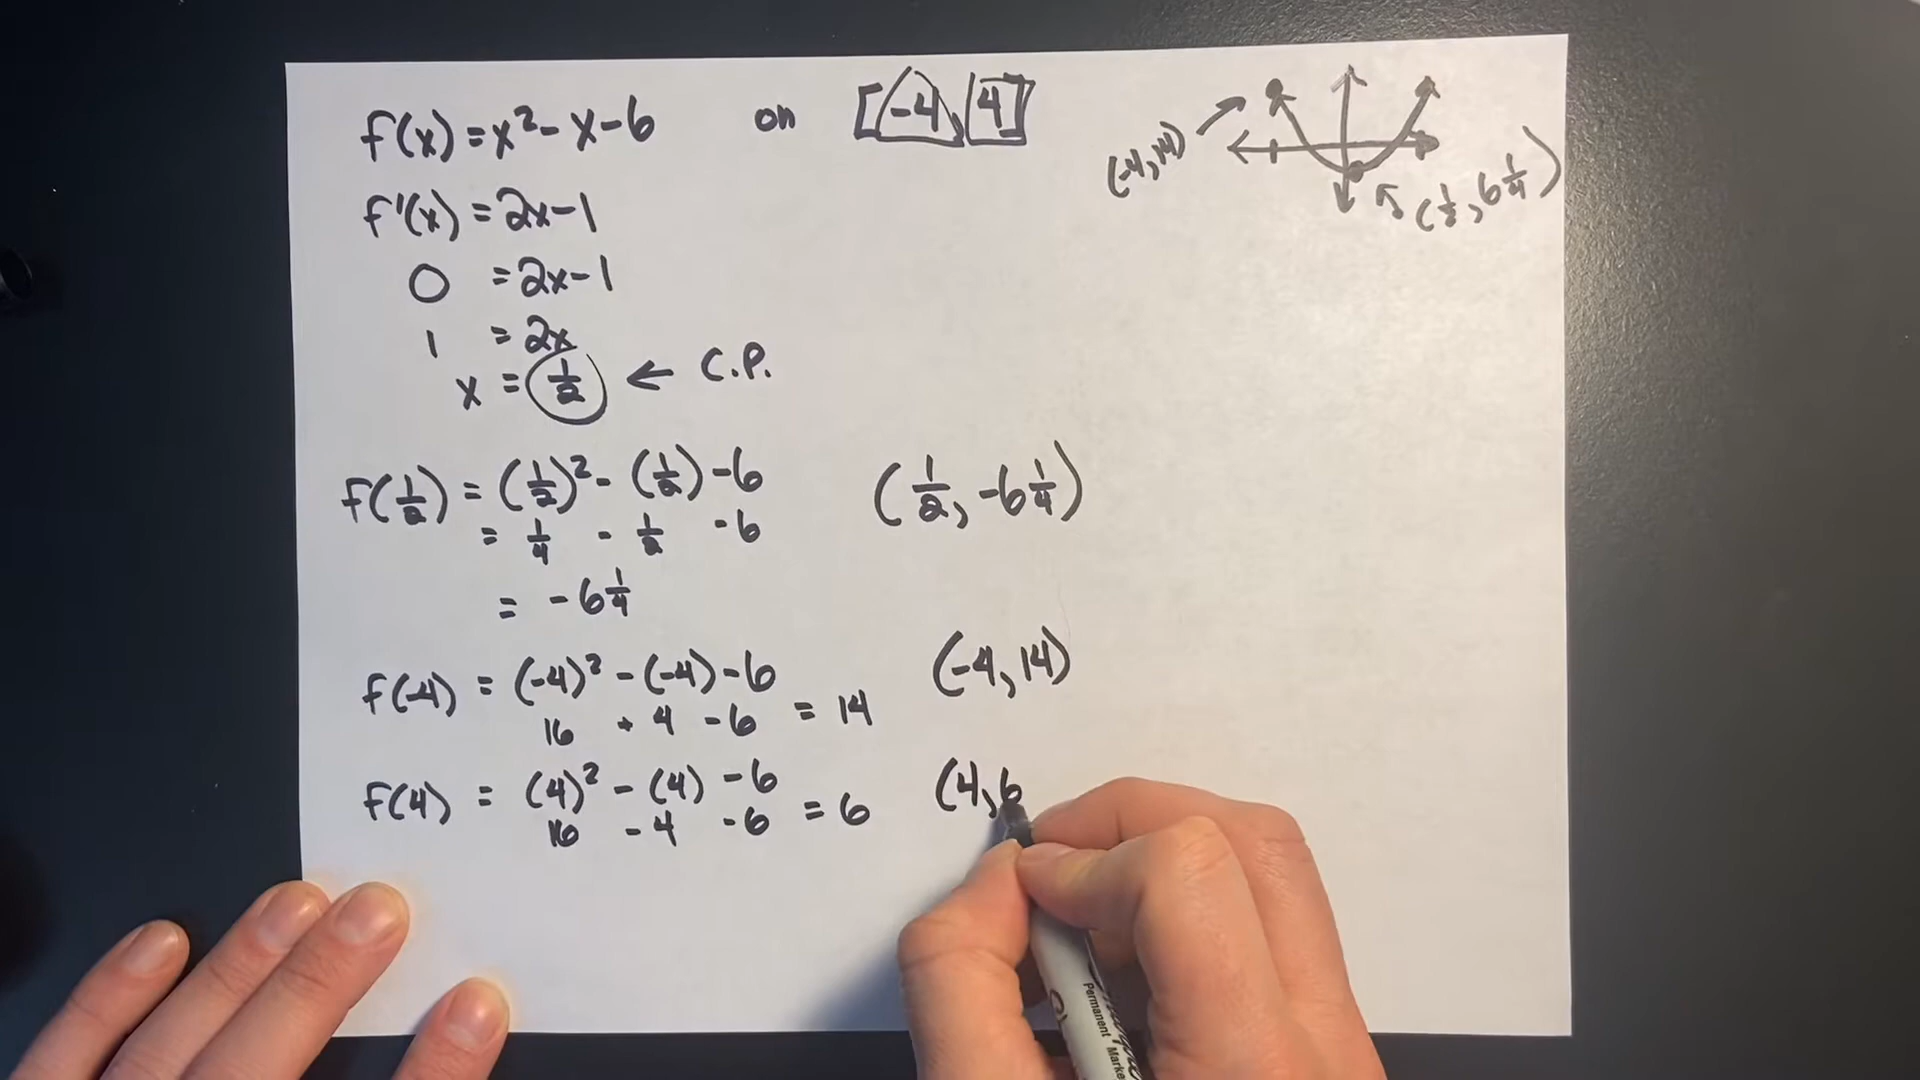 f(x) = x² - x - 6 on [-4, 4]
(-4, 14)
(½, 6¼)
f'(x) = 2x - 1
0 = 2x - 1
1 = 2x
x = ½ ← C.P.
f(½) = (½)² - (½) - 6 (½, -6¼)
= ¼ - ½ - 6
= -6¼
f(-4) = (-4)² - (-4) - 6 (-4, 14)
16 + 4 - 6 = 14
f(4) = (4)² - (4) - 6 (4, 6
16 - 4 - 6 = 6
Permanent Marke